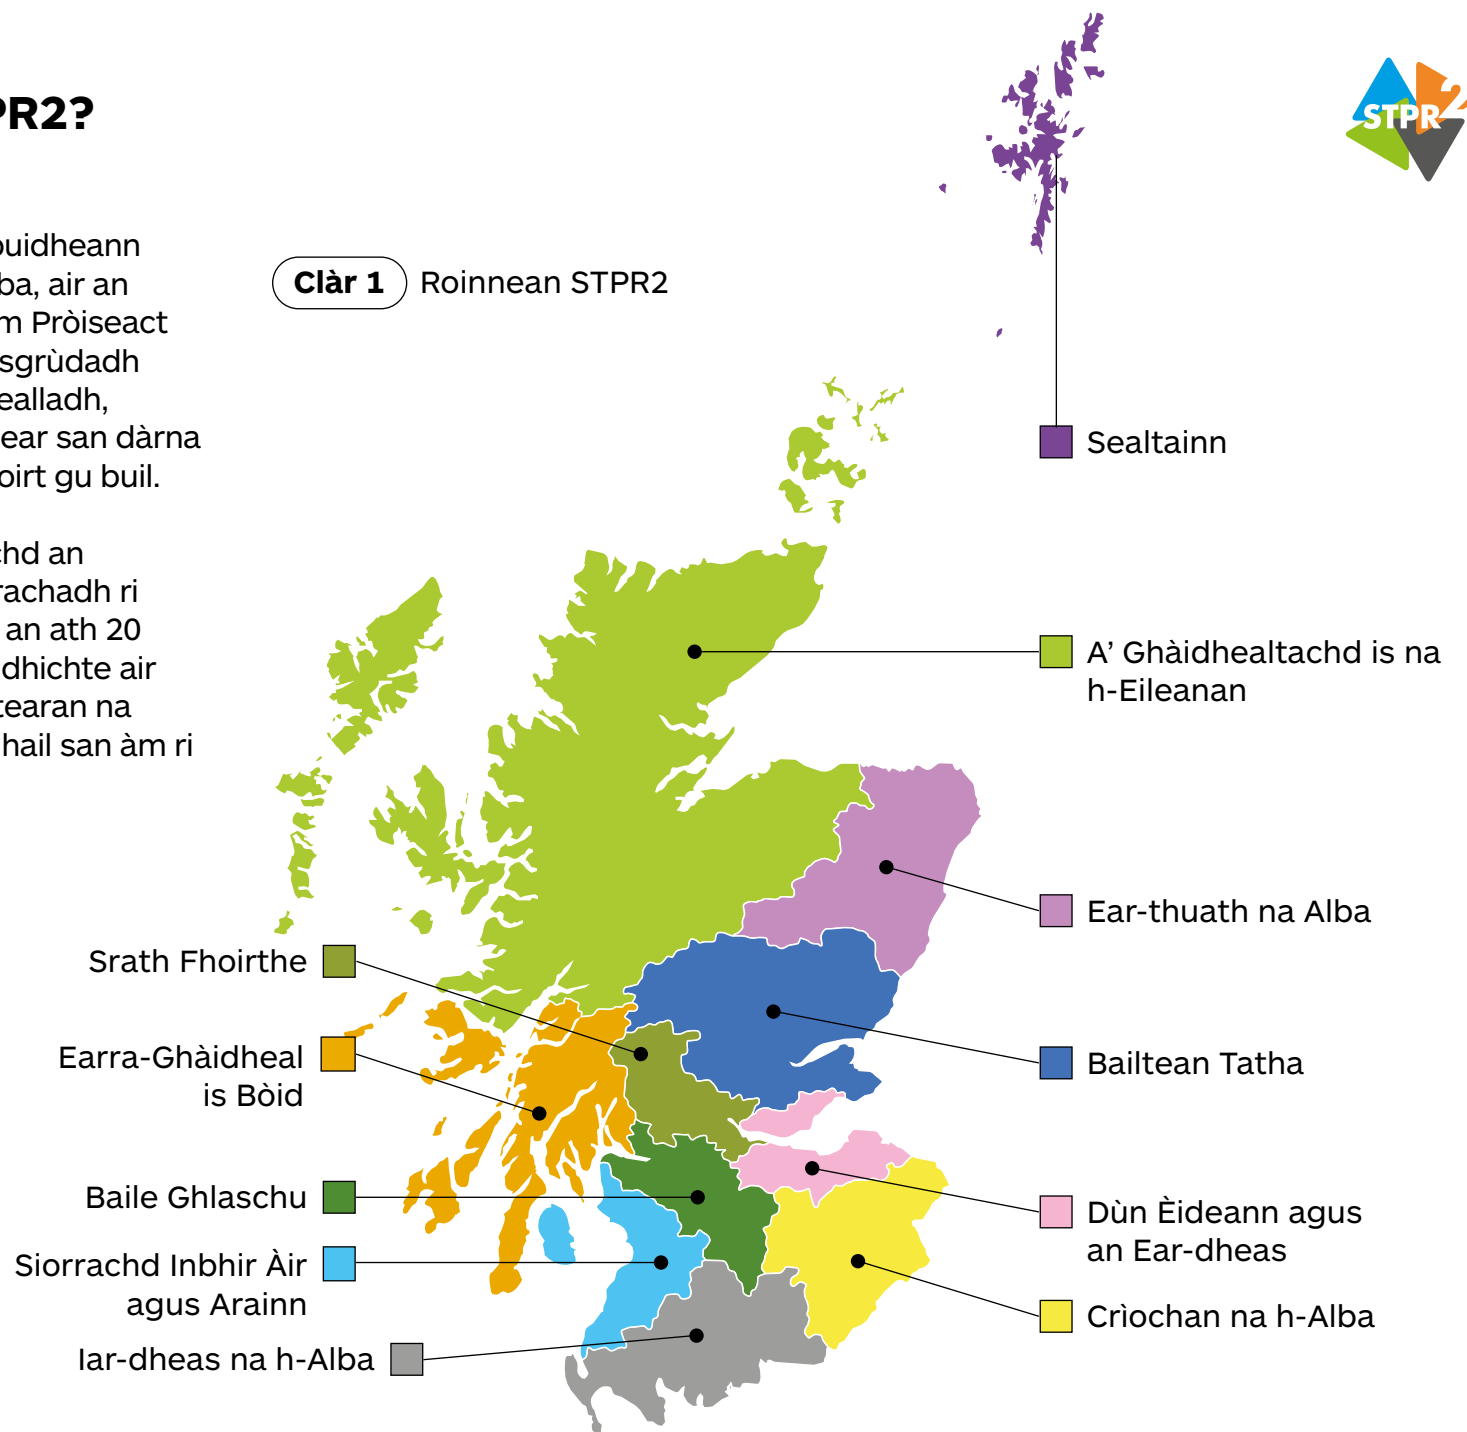 PR2?
STPR2
buidheann
ba, air an
m Pròiseact
sgrùdadh
ealladh,
ear san dàrna
oirt gu buil.
chd an
rachadh ri
an ath 20
dhichte air
tearan na
hail san àm ri
Clàr 1 Roinnean STPR2
Sealtainn
A’ Ghàidhealtachd is na
h-Eileanan
Ear-thuath na Alba
Bailtean Tatha
Dùn Èideann agus
an Ear-dheas
Crìochan na h-Alba
Srath Fhoirthe
Earra-Ghàidheal
is Bòid
Baile Ghlaschu
Siorrachd Inbhir Àir
agus Arainn
Iar-dheas na h-Alba